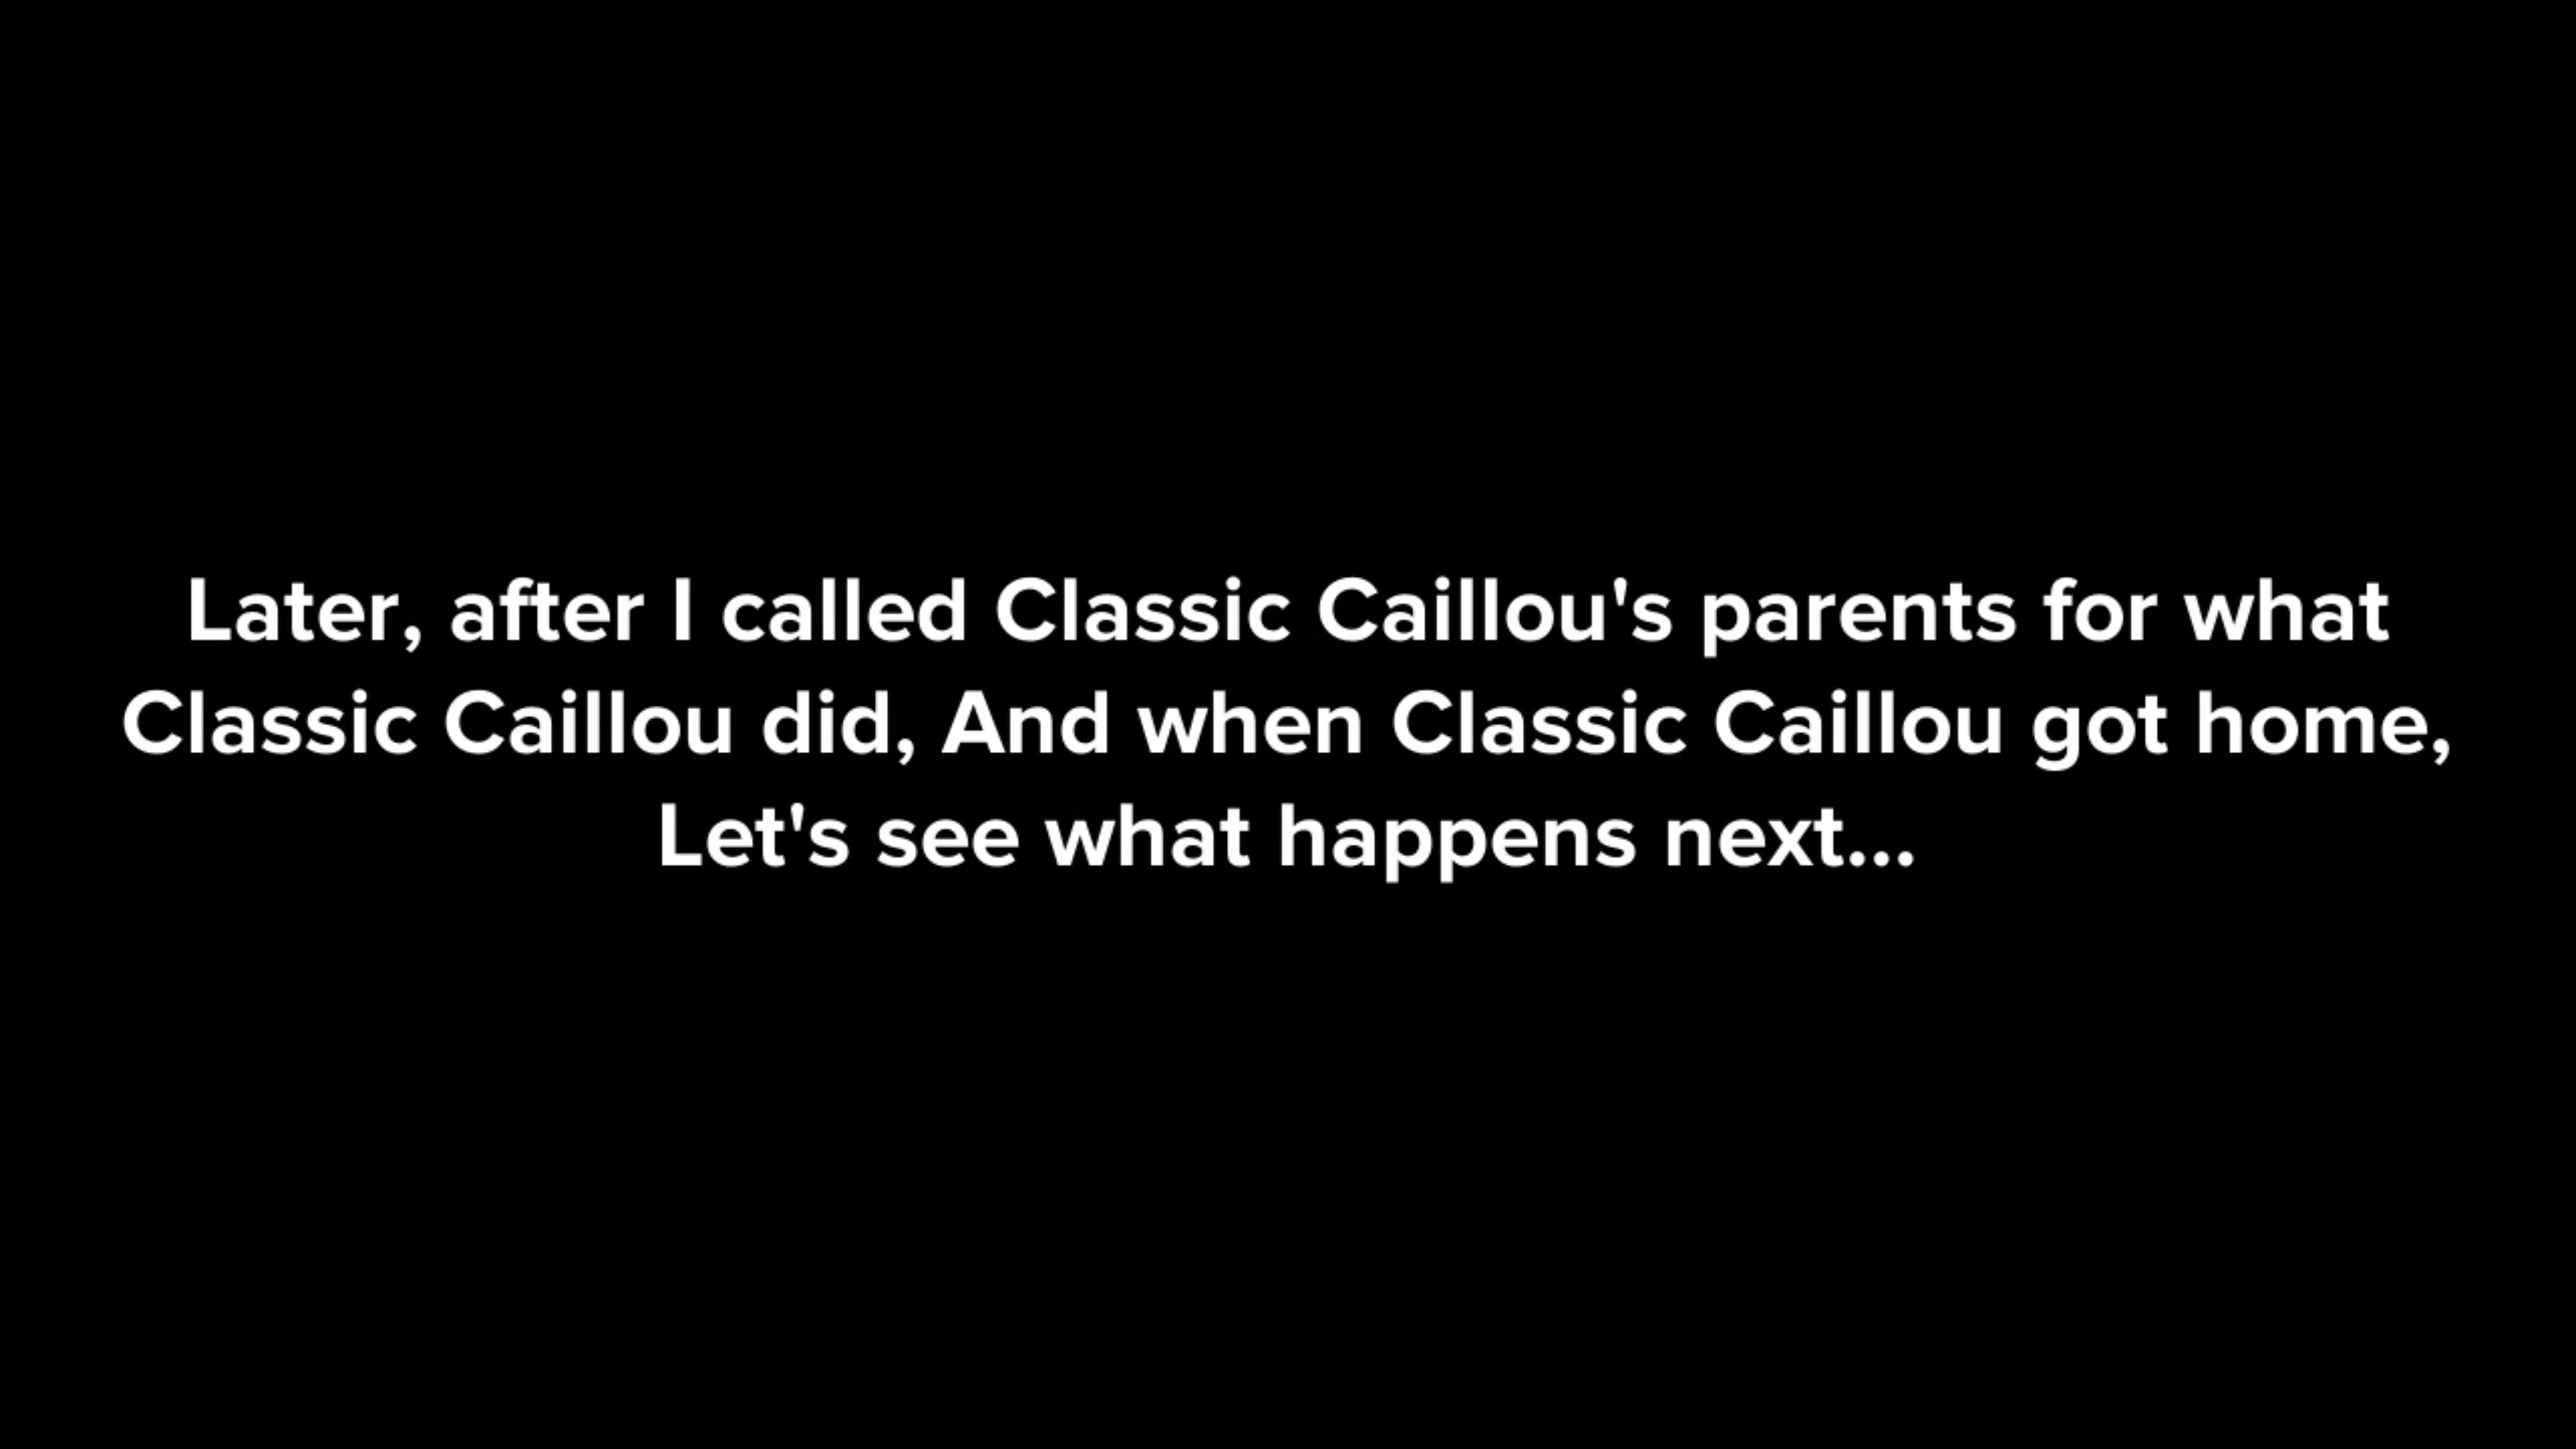 Later, after I called Classic Caillou's parents for what
Classic Caillou did, And when Classic Caillou got home,
Let's see what happens next...